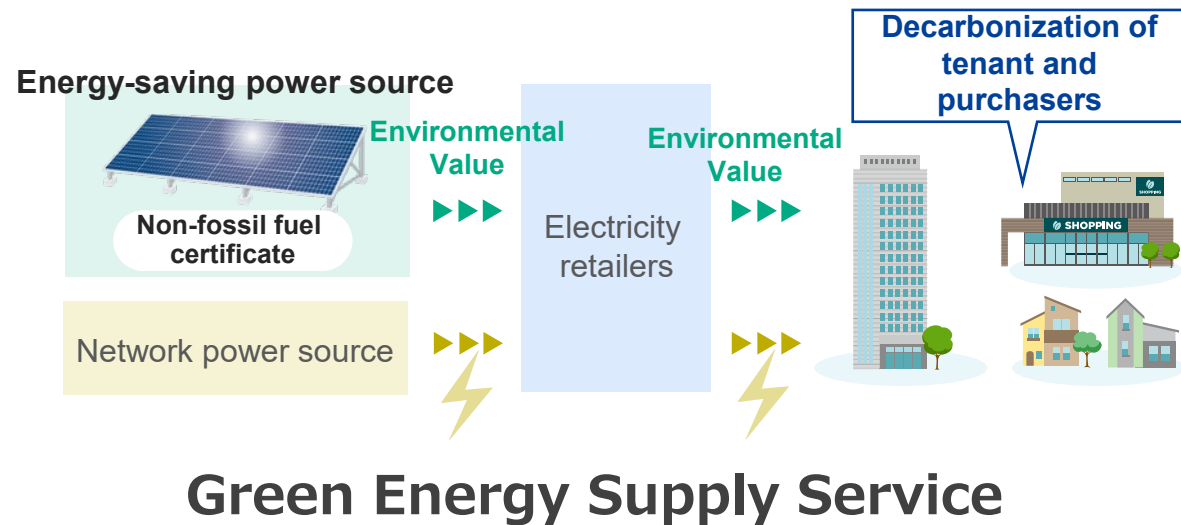 Decarbonization of
tenant and
purchasers
Energy-saving power source
Environmental
Value
Environmental
Value
Non-fossil fuel
certificate
Electricity
retailers
SHOPPING
SHOPPING
Network power source
Green Energy Supply Service